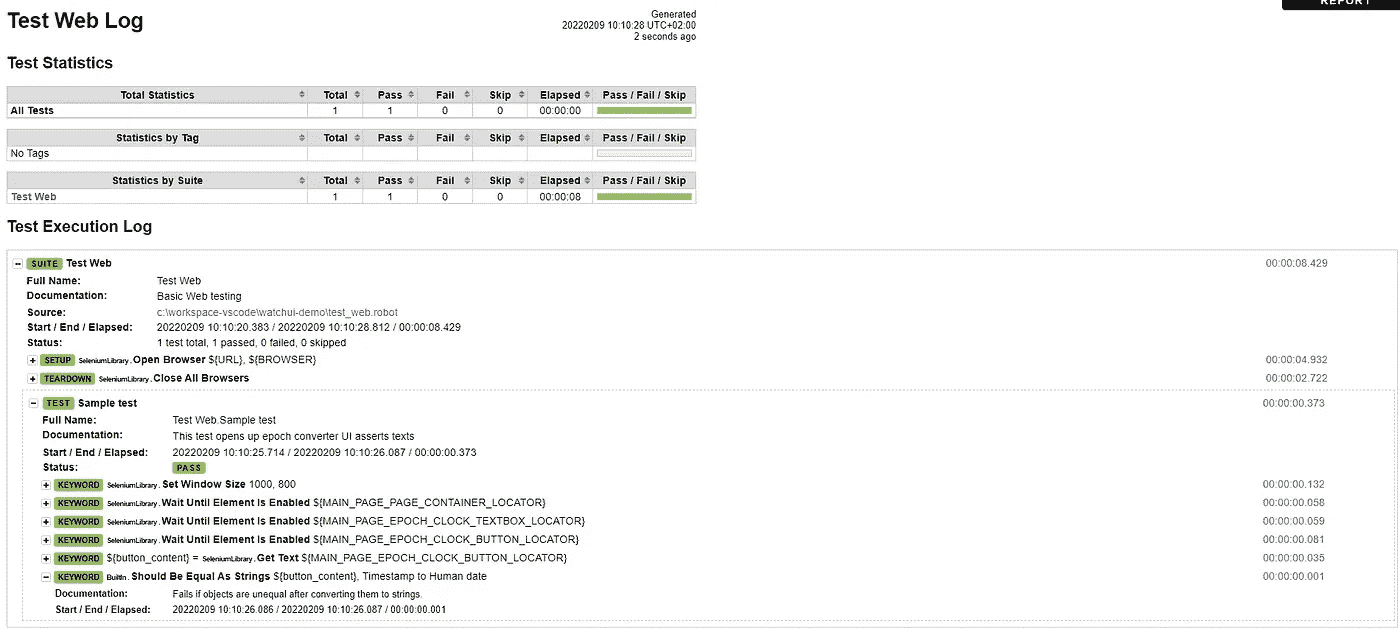 REPORT
Test Web Log
Generated
20220209 10:10:28 UTC+02:00
2 seconds ago
Test Statistics
Total Statistics Total Pass Fail Skip Elapsed Pass / Fail / Skip
All Tests 1 1 0 0 00:00:00
Statistics by Tag Total Pass Fail Skip Elapsed Pass / Fail / Skip
No Tags
Statistics by Suite Total Pass Fail Skip Elapsed Pass / Fail / Skip
Test Web 1 1 0 0 00:00:08
Test Execution Log
SUITE Test Web 00:00:08.429
Full Name: Test Web
Documentation: Basic Web testing
Source: c:\workspace-vscode\watchui-demo\test_web.robot
Start / End / Elapsed: 20220209 10:10:20.383 / 20220209 10:10:28.812 / 00:00:08.429
Status: 1 test total, 1 passed, 0 failed, 0 skipped
+ SETUP SeleniumLibrary.Open Browser ${URL}, ${BROWSER} 00:00:04.932
+ TEARDOWN SeleniumLibrary.Close All Browsers 00:00:02.722
− TEST Sample test 00:00:00.373
Full Name: Test Web.Sample test
Documentation: This test opens up epoch converter UI asserts texts
Start / End / Elapsed: 20220209 10:10:25.714 / 20220209 10:10:26.087 / 00:00:00.373
Status: PASS
+ KEYWORD SeleniumLibrary.Set Window Size 1000, 800 00:00:00.132
+ KEYWORD SeleniumLibrary.Wait Until Element Is Enabled ${MAIN_PAGE_PAGE_CONTAINER_LOCATOR} 00:00:00.058
+ KEYWORD SeleniumLibrary.Wait Until Element Is Enabled ${MAIN_PAGE_EPOCH_CLOCK_TEXTBOX_LOCATOR} 00:00:00.059
+ KEYWORD SeleniumLibrary.Wait Until Element Is Enabled ${MAIN_PAGE_EPOCH_CLOCK_BUTTON_LOCATOR} 00:00:00.081
+ KEYWORD ${button_content} = SeleniumLibrary.Get Text ${MAIN_PAGE_EPOCH_CLOCK_BUTTON_LOCATOR} 00:00:00.035
− KEYWORD BuiltIn.Should Be Equal As Strings ${button_content}, Timestamp to Human date 00:00:00.001
Documentation: Fails if objects are unequal after converting them to strings.
Start / End / Elapsed: 20220209 10:10:26.086 / 20220209 10:10:26.087 / 00:00:00.001